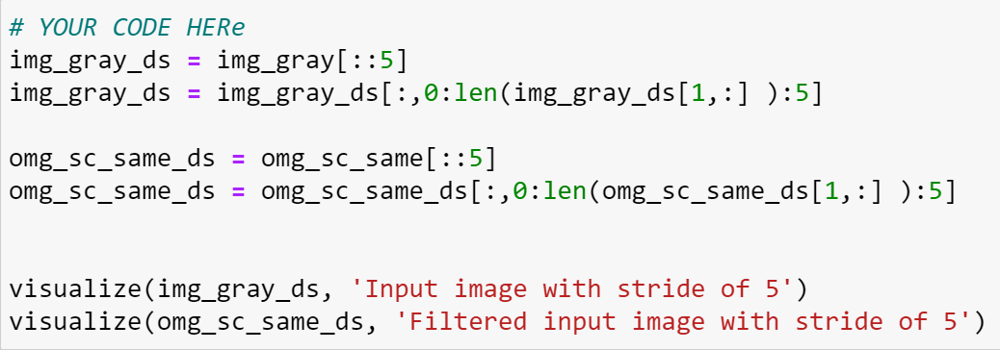 # YOUR CODE HERe
img_gray_ds = img_gray[::5]
img_gray_ds = img_gray_ds[:,0:len(img_gray_ds[1,:] ):5]
omg_sc_same_ds = omg_sc_same[::5]
omg_sc_same_ds = omg_sc_same_ds[:,0:len(omg_sc_same_ds[1,:] ):5]
visualize(img_gray_ds, 'Input image with stride of 5')
visualize(omg_sc_same_ds, 'Filtered input image with stride of 5')